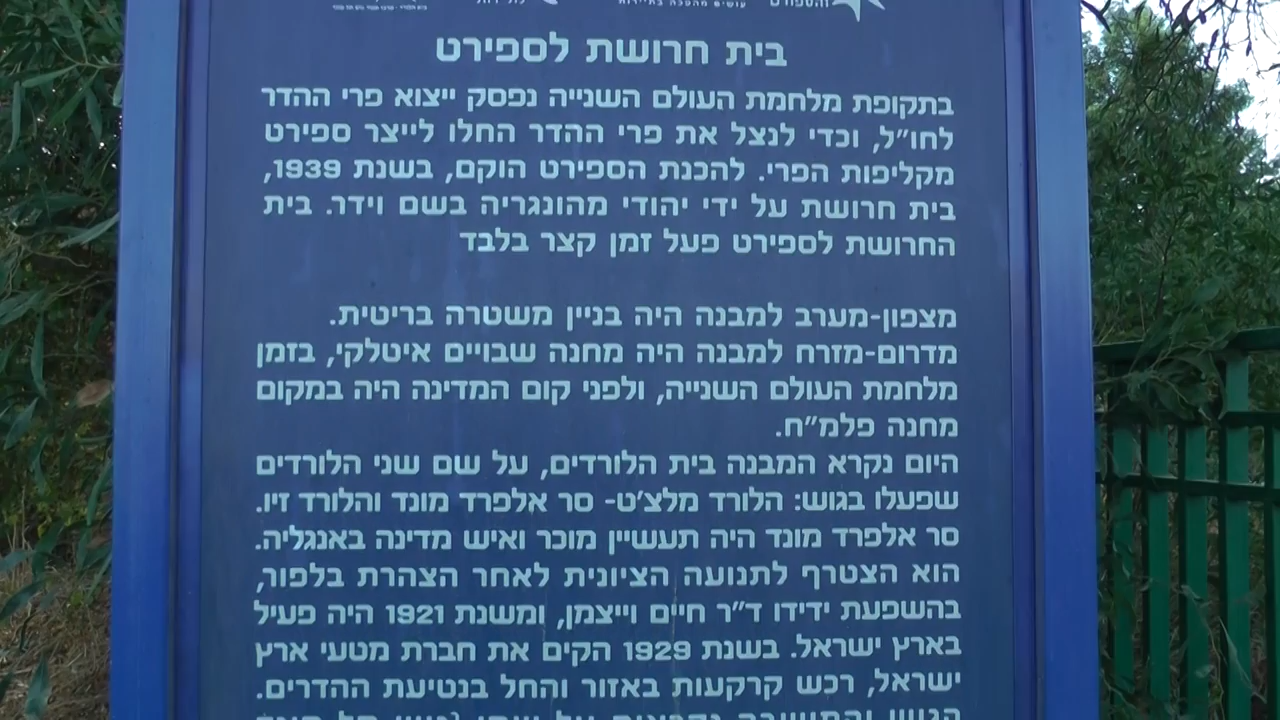 והספורט עושים מהפכה בחיירות
בית חרושת לספירט
בתקופת מלחמת העולם השנייה נפסק ייצוא פרי ההדר
לחו"ל, וכדי לנצל את פרי ההדר החלו לייצר ספירט
מקליפות הפרי. להכנת הספירט הוקם, בשנת 1939,
בית חרושת על ידי יהודי מהונגריה בשם וידר. בית
החרושת לספירט פעל זמן קצר בלבד
מצפון-מערב למבנה היה בניין משטרה בריטית.
מדרום-מזרח למבנה היה מחנה שבויים איטלקי, בזמן
מלחמת העולם השנייה, ולפני קום המדינה היה במקום
מחנה פלמ"ח.
היום נקרא המבנה בית הלורדים, על שם שני הלורדים
שפעלו בגוש: הלורד מלצ'ט- סר אלפרד מונד והלורד זיו.
סר אלפרד מונד היה תעשיין מוכר ואיש מדינה באנגליה.
הוא הצטרף לתנועה הציונית לאחר הצהרת בלפור,
בהשפעת ידידו ד"ר חיים וייצמן, ומשנת 1921 היה פעיל
בארץ ישראל. בשנת 1929 הקים את חברת מטעי ארץ
ישראל, רכש קרקעות באזור והחל בנטיעת ההדרים.